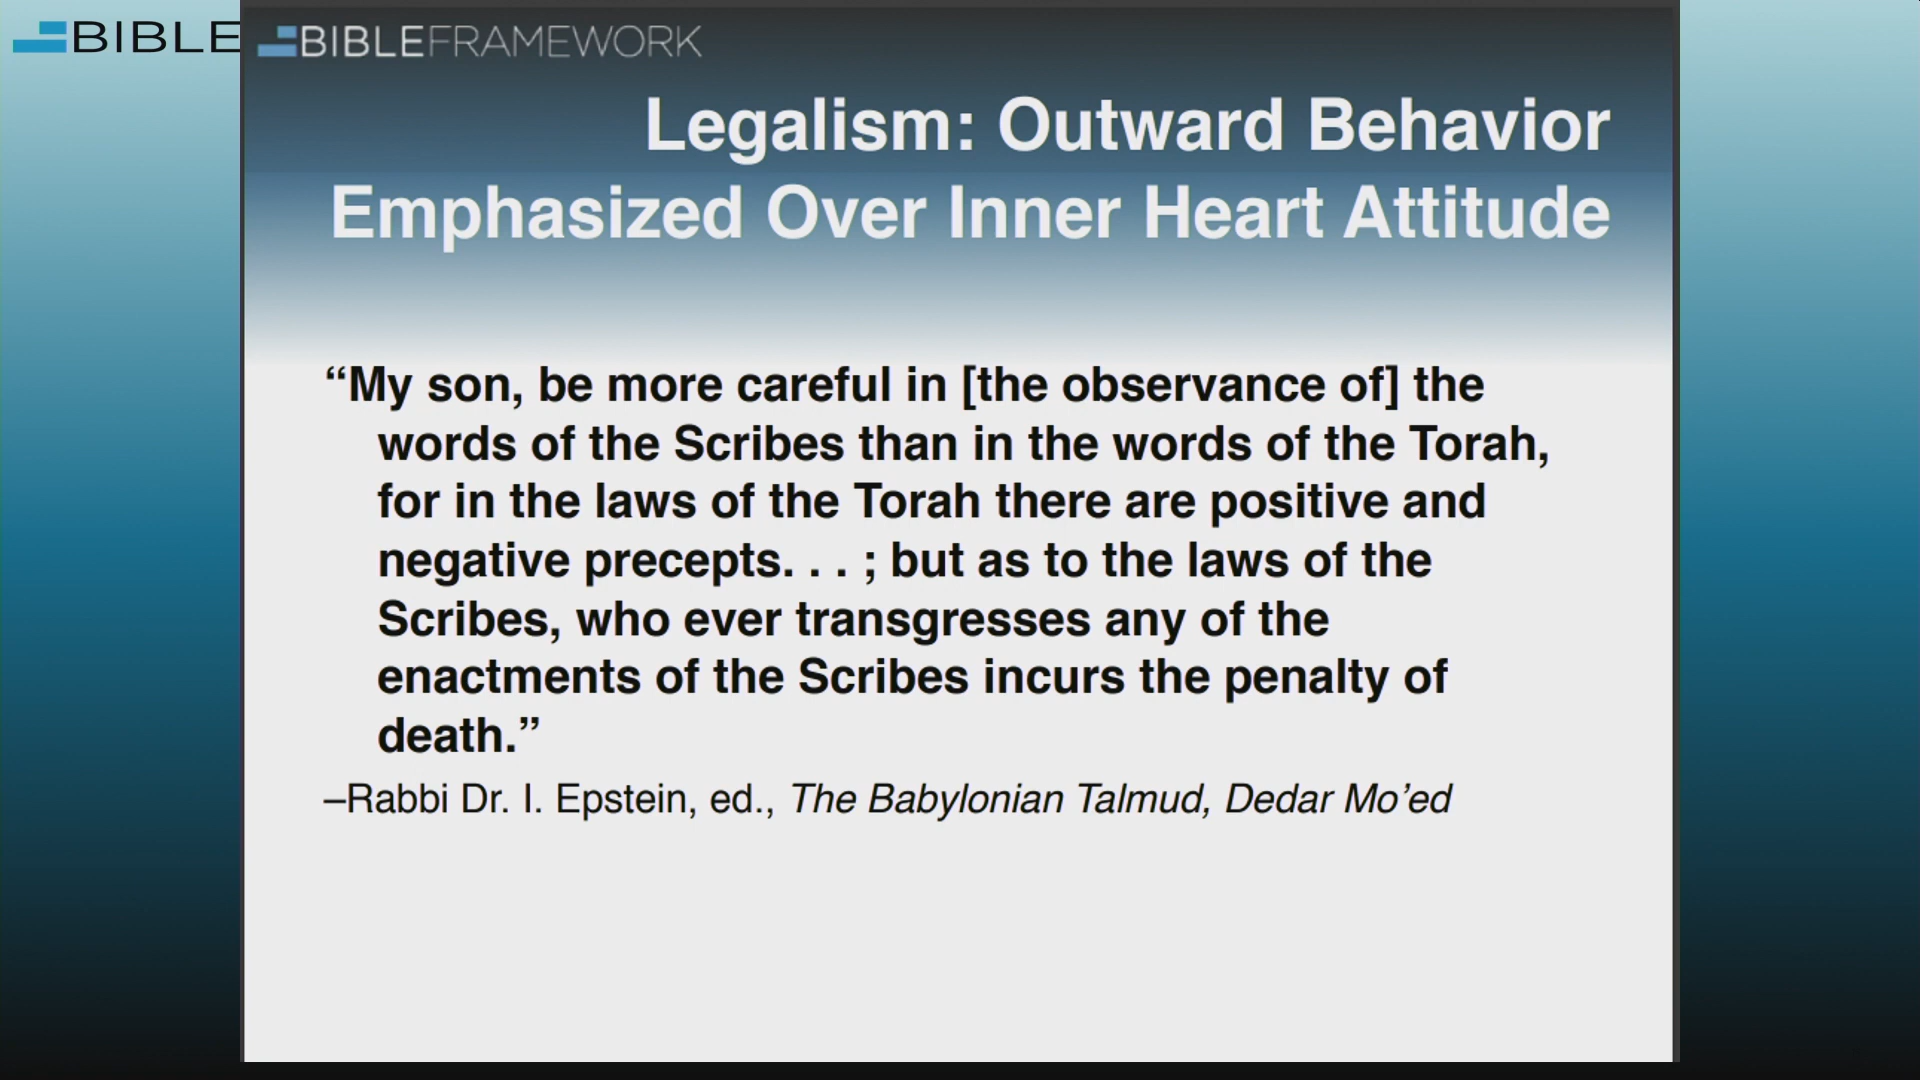 BIBLE
BIBLEFRAMEWORK
Legalism: Outward Behavior
Emphasized Over Inner Heart Attitude
“My son, be more careful in [the observance of] the
words of the Scribes than in the words of the Torah,
for in the laws of the Torah there are positive and
negative precepts. . . ; but as to the laws of the
Scribes, who ever transgresses any of the
enactments of the Scribes incurs the penalty of
death.”
–Rabbi Dr. I. Epstein, ed., The Babylonian Talmud, Dedar Mo’ed